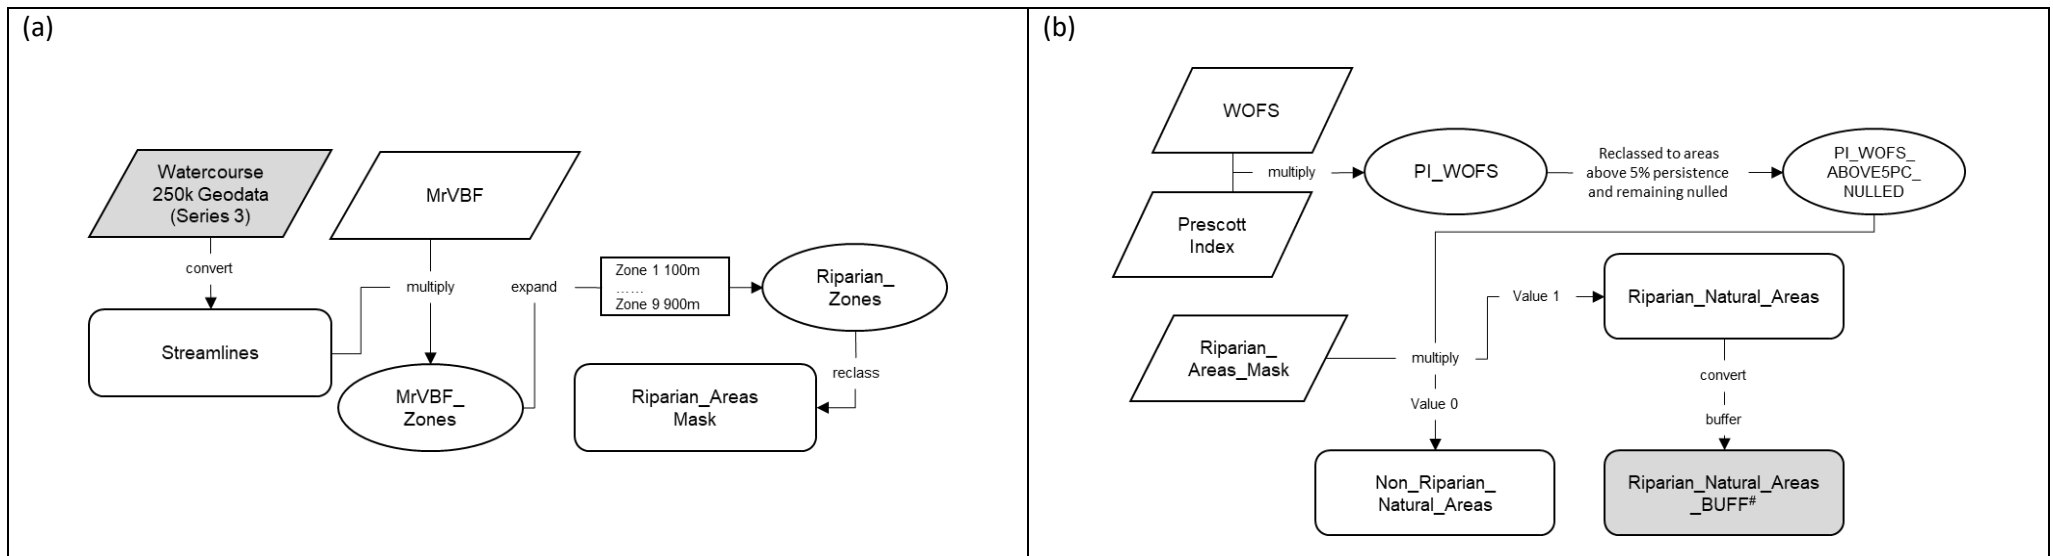 (a)
Watercourse
250k Geodata
(Series 3)
MrVBF
convert
multiply
expand
Zone 1 100m
......
Zone 9 900m
Riparian_
Zones
Streamlines
MrVBF_
Zones
reclass
Riparian_Areas
Mask
(b)
WOFS
multiply
PI_WOFS
Reclassed to areas
above 5% persistence
and remaining nulled
PI_WOFS_
ABOVE5PC_
NULLED
Prescott
Index
Riparian_
Areas_Mask
multiply
Value 1
Riparian_Natural_Areas
Value 0
convert
buffer
Non_Riparian_
Natural_Areas
Riparian_Natural_Areas
_BUFF#